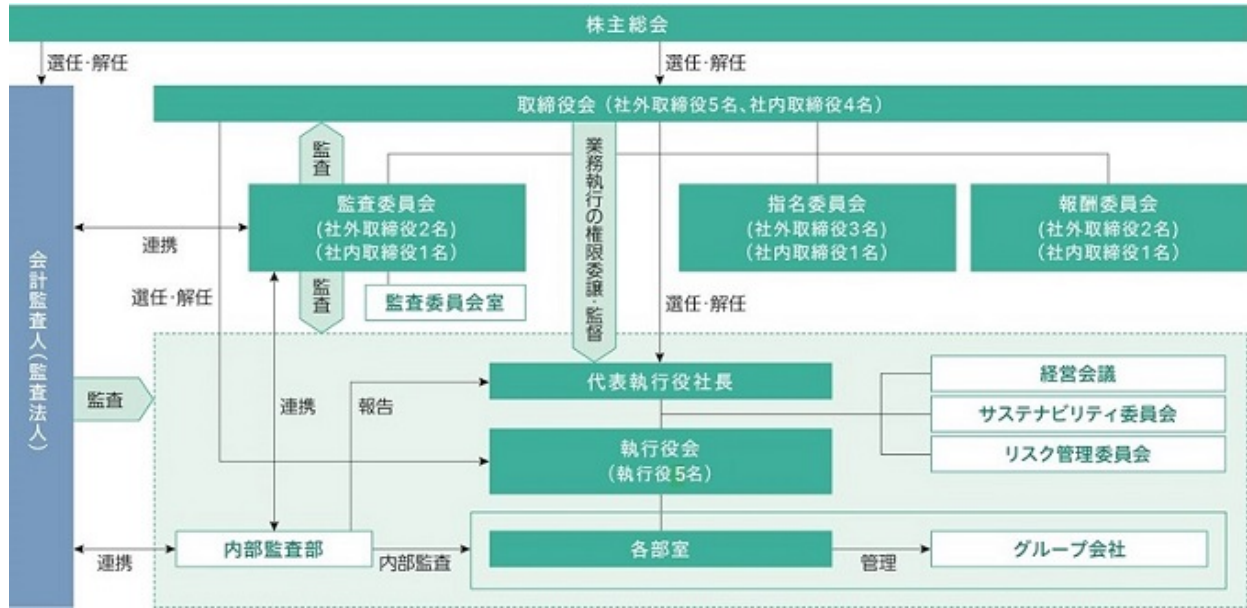 株主総会
選任・解任
選任・解任
取締役会（社外取締役5名、社内取締役4名）
監査
業務執行の権限委譲・監督
監査委員会
(社外取締役2名)
(社内取締役1名)
指名委員会
(社外取締役3名)
(社内取締役1名)
報酬委員会
(社外取締役2名)
(社内取締役1名)
連携
会計監査人(監査法人)
選任・解任
監査
監査委員会室
選任・解任
代表執行役社長
経営会議
監査
連携
報告
サステナビリティ委員会
執行役会
(執行役5名)
リスク管理委員会
連携
内部監査部
内部監査
各部室
管理
グループ会社